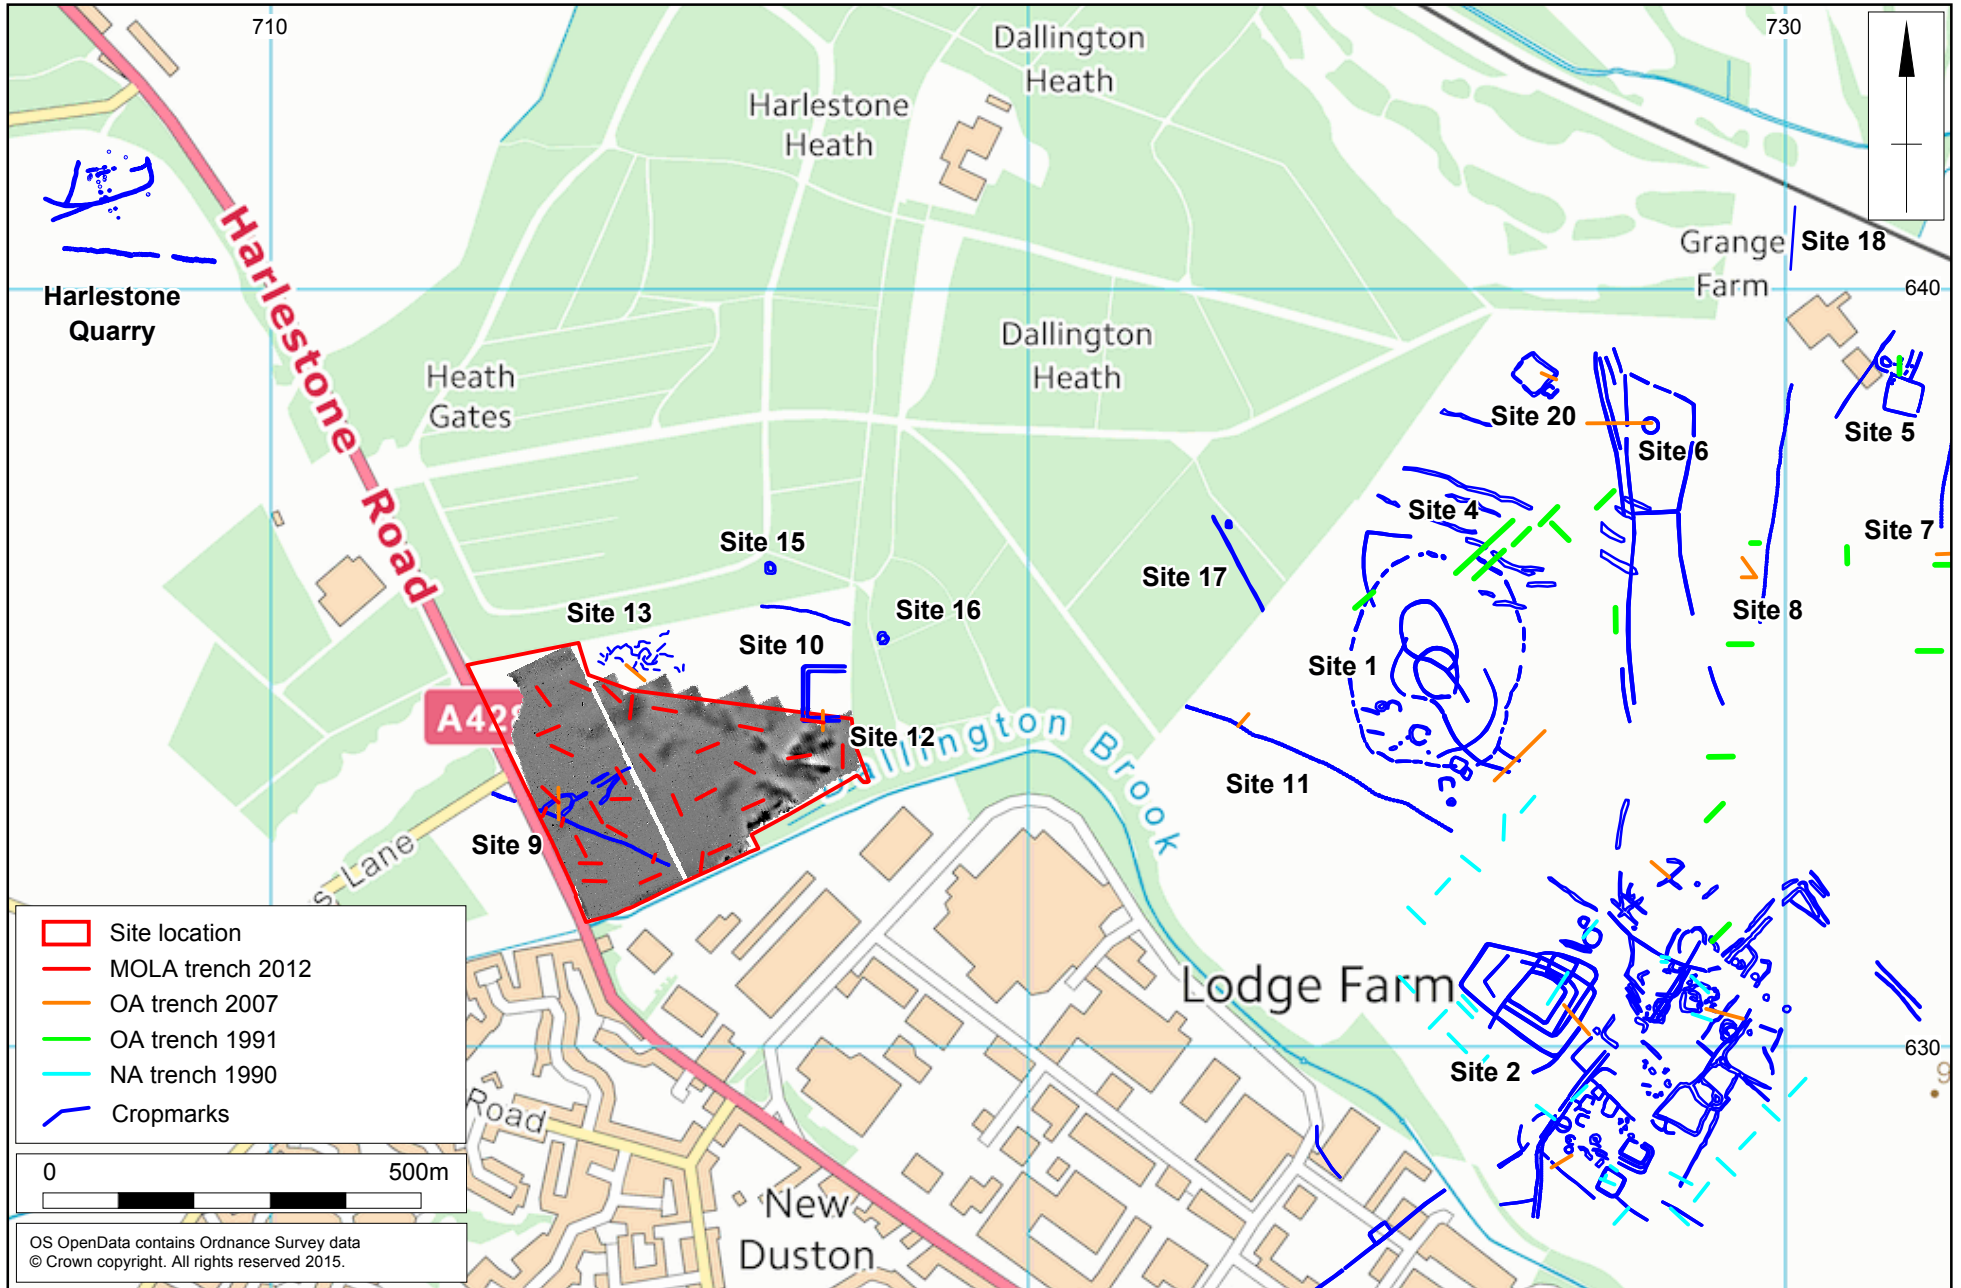 710
730
Dallington
Heath
Harlestone
Heath
Grange
Farm
Site 18
640
Harlestone
Quarry
Harlestone Road
Dallington
Heath
Heath
Gates
Site 20
Site 6
Site 5
Site 4
Site 7
Site 15
Site 17
Site 13
Site 16
Site 8
Site 10
Site 1
A428
Site 12
Dallington Brook
Site 11
Site 9
s Lane
Lodge Farm
Site location
MOLA trench 2012
OA trench 2007
OA trench 1991
NA trench 1990
Cropmarks
630
Site 2
9
Road
0 500m
New
Duston
OS OpenData contains Ordnance Survey data
© Crown copyright. All rights reserved 2015.